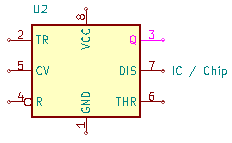 U2
8
VCC
2 TR Q 3
5 CV DIS 7 IC / Chip
4 R THR 6
GND
1